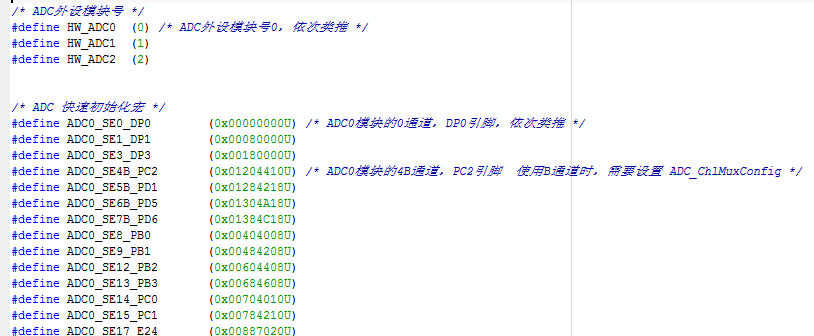 /* ADC外设模块号 */
#define HW_ADC0 (0) /* ADC外设模块号0, 依次类推 */
#define HW_ADC1 (1)
#define HW_ADC2 (2)
/* ADC 快速初始化宏 */
#define ADC0_SE0_DP0 (0x00000000U) /* ADC0模块的0通道, DP0引脚, 依次类推 */
#define ADC0_SE1_DP1 (0x00080000U)
#define ADC0_SE3_DP3 (0x00180000U)
#define ADC0_SE4B_PC2 (0x01204410U) /* ADC0模块的4B通道, PC2引脚 使用B通道时, 需要设置 ADC_ChlMuxConfig */
#define ADC0_SE5B_PD1 (0x01284218U)
#define ADC0_SE6B_PD5 (0x01304A18U)
#define ADC0_SE7B_PD6 (0x01384C18U)
#define ADC0_SE8_PB0 (0x00404008U)
#define ADC0_SE9_PB1 (0x00484208U)
#define ADC0_SE12_PB2 (0x00604408U)
#define ADC0_SE13_PB3 (0x00684608U)
#define ADC0_SE14_PC0 (0x00704010U)
#define ADC0_SE15_PC1 (0x00784210U)
#define ADC0_SE17_E24 (0x00887020U)